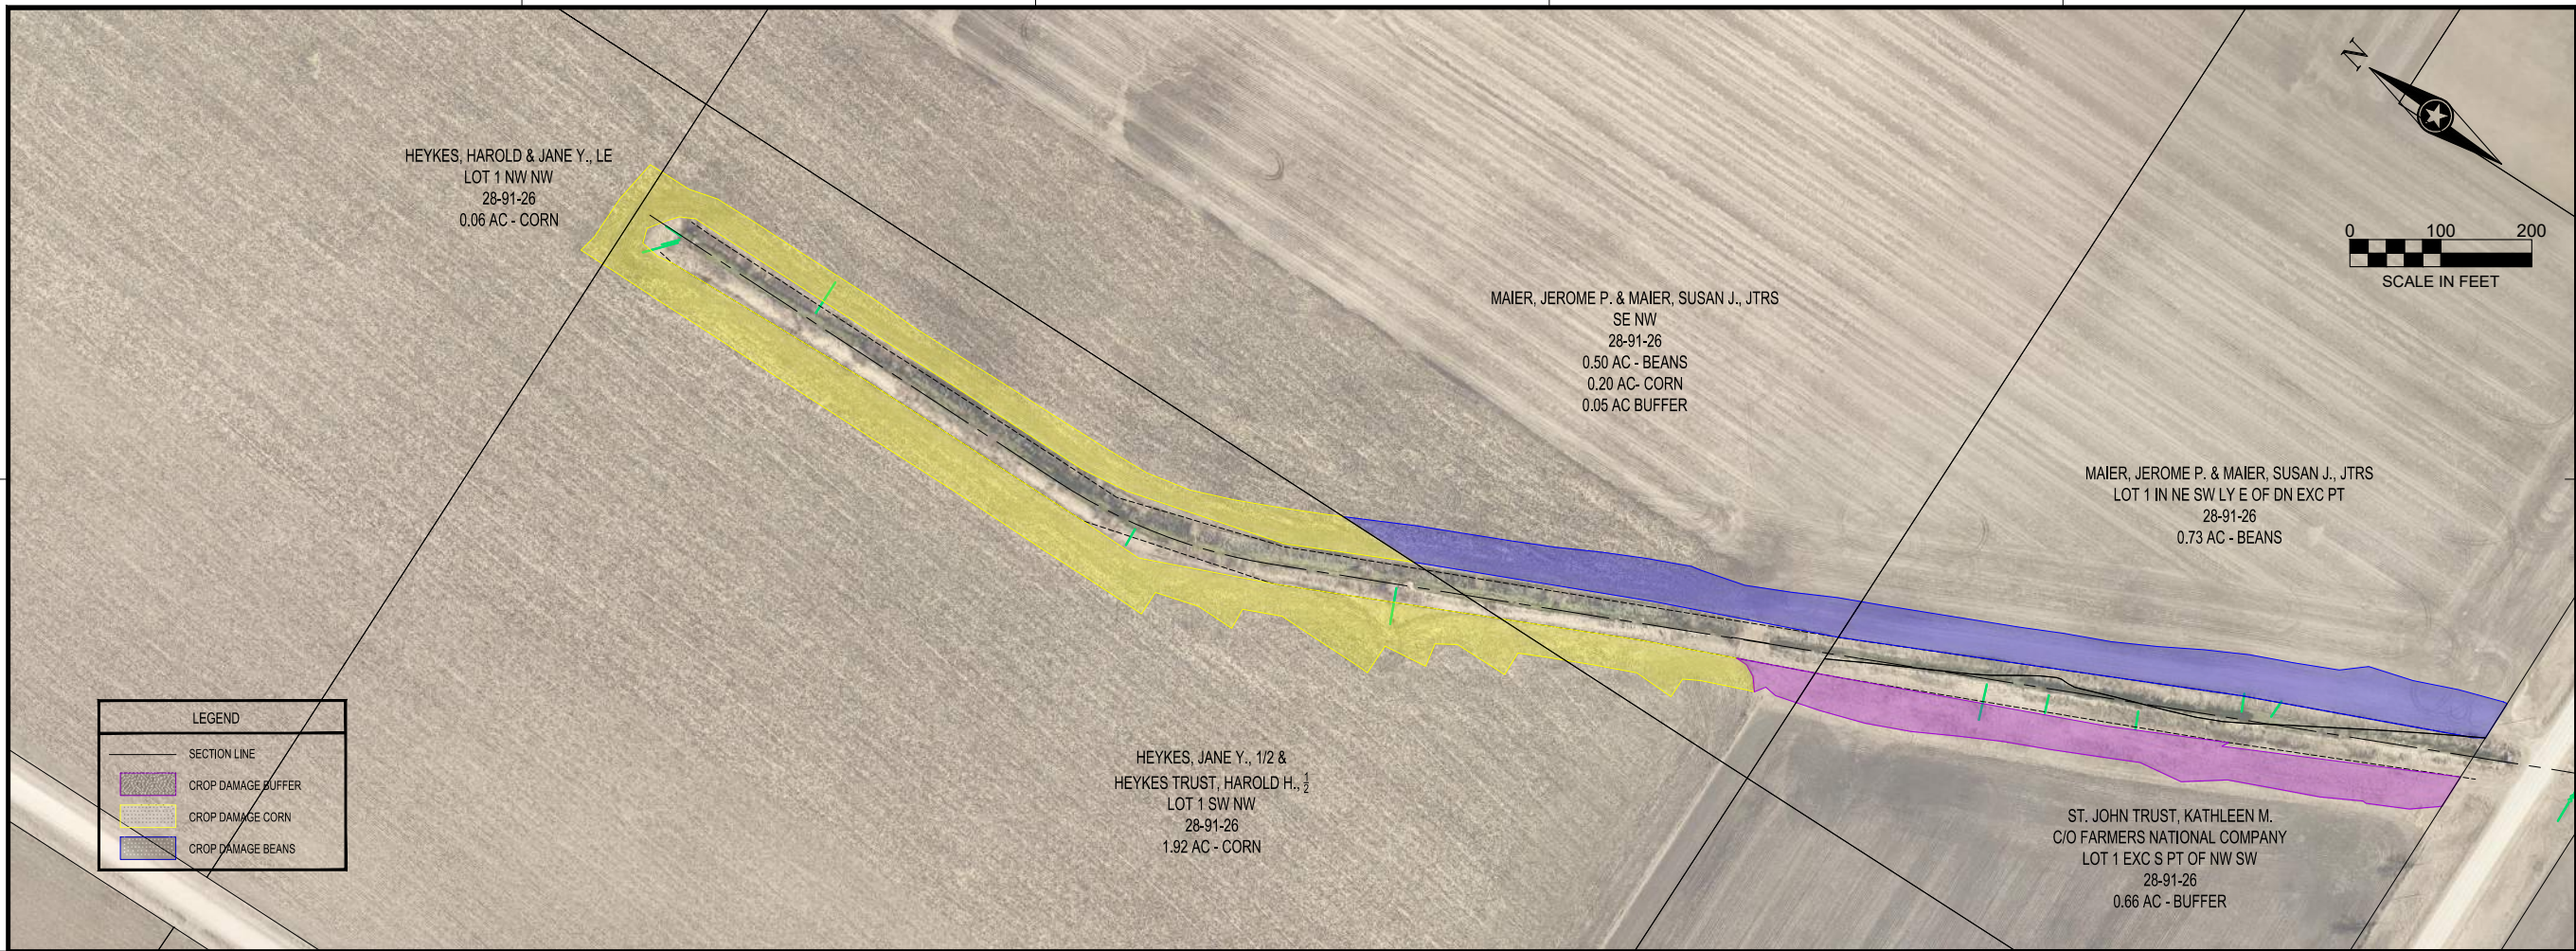 N
0 100 200
SCALE IN FEET
HEYKES, HAROLD & JANE Y., LE
LOT 1 NW NW
28-91-26
0.06 AC - CORN
MAIER, JEROME P. & MAIER, SUSAN J., JTRS
SE NW
28-91-26
0.50 AC - BEANS
0.20 AC- CORN
0.05 AC BUFFER
MAIER, JEROME P. & MAIER, SUSAN J., JTRS
LOT 1 IN NE SW LY E OF DN EXC PT
28-91-26
0.73 AC - BEANS
HEYKES, JANE Y., 1/2 &
HEYKES TRUST, HAROLD H., ½
LOT 1 SW NW
28-91-26
1.92 AC - CORN
ST. JOHN TRUST, KATHLEEN M.
C/O FARMERS NATIONAL COMPANY
LOT 1 EXC S PT OF NW SW
28-91-26
0.66 AC - BUFFER
LEGEND
SECTION LINE
CROP DAMAGE BUFFER
CROP DAMAGE CORN
CROP DAMAGE BEANS